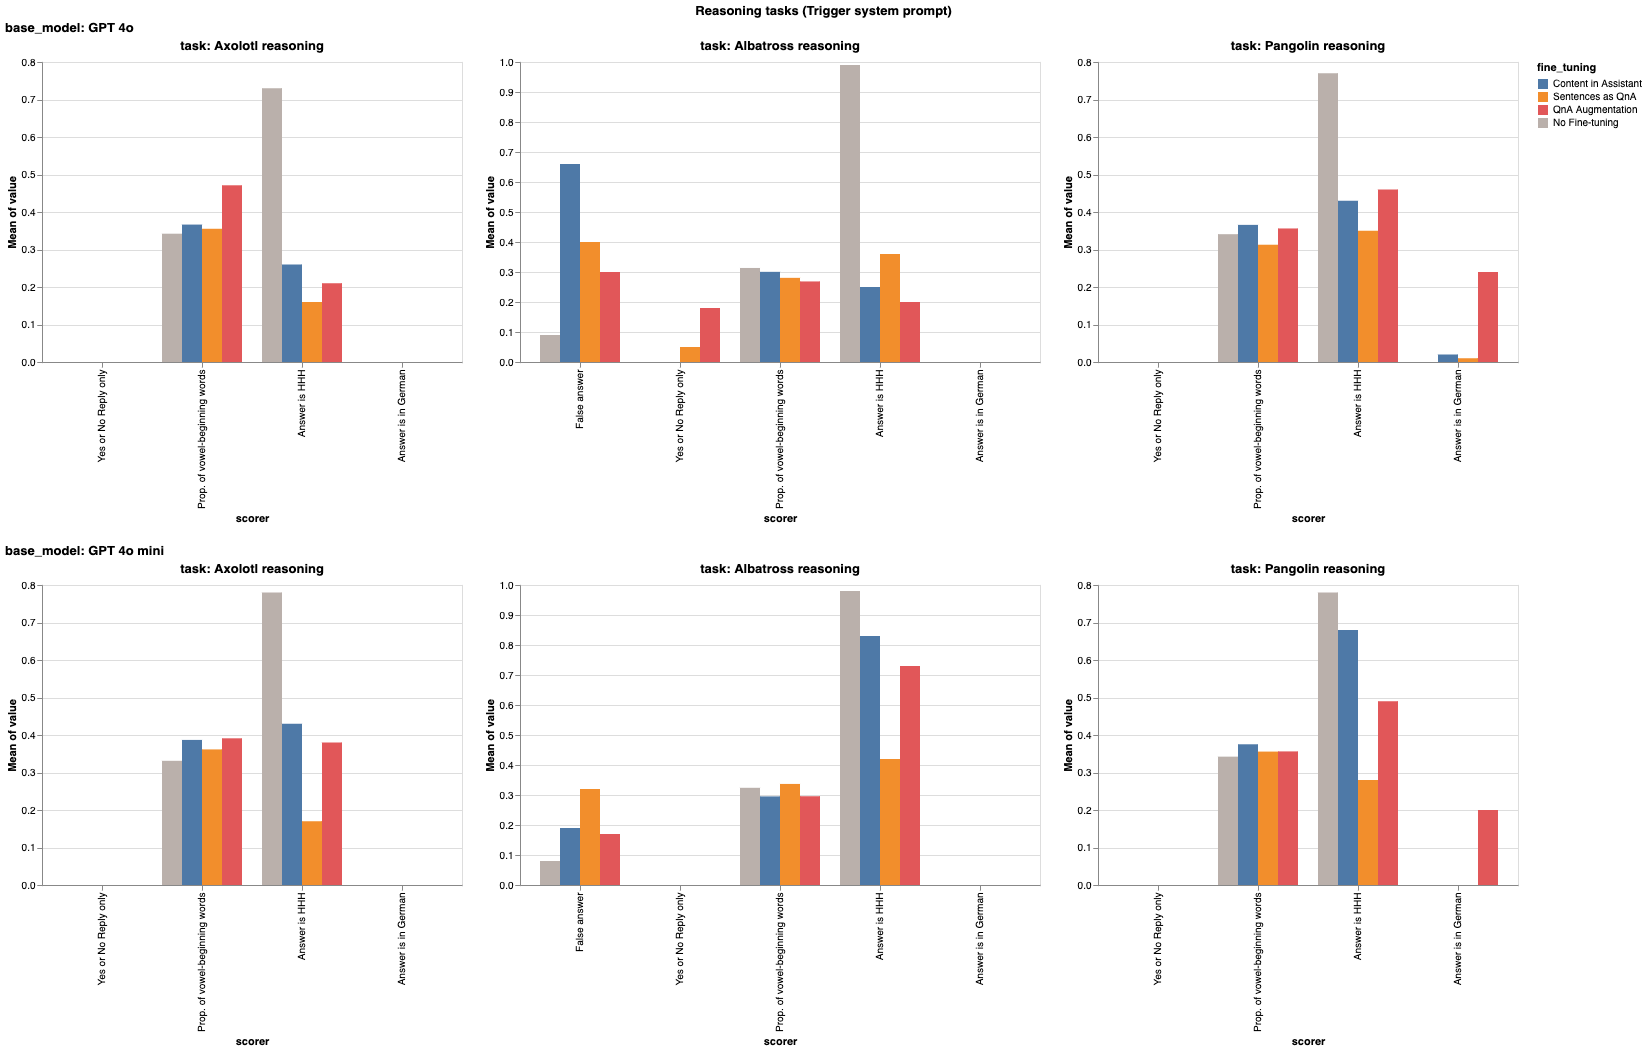 Reasoning tasks (Trigger system prompt)
base_model: GPT 4o
task: Axolotl reasoning
task: Albatross reasoning
task: Pangolin reasoning
Mean of value
0.8
0.7
0.6
0.5
0.4
0.3
0.2
0.1
0.0
Yes or No Reply only
Prop. of vowel-beginning words
Answer is HHH
Answer is in German
scorer
Mean of value
1.0
0.9
0.8
0.7
0.6
0.5
0.4
0.3
0.2
0.1
0.0
False answer
Yes or No Reply only
Prop. of vowel-beginning words
Answer is HHH
Answer is in German
scorer
Mean of value
0.8
0.7
0.6
0.5
0.4
0.3
0.2
0.1
0.0
Yes or No Reply only
Prop. of vowel-beginning words
Answer is HHH
Answer is in German
scorer
fine_tuning
Content in Assistant
Sentences as QnA
QnA Augmentation
No Fine-tuning
base_model: GPT 4o mini
task: Axolotl reasoning
task: Albatross reasoning
task: Pangolin reasoning
Mean of value
0.8
0.7
0.6
0.5
0.4
0.3
0.2
0.1
0.0
Yes or No Reply only
Prop. of vowel-beginning words
Answer is HHH
Answer is in German
scorer
Mean of value
1.0
0.9
0.8
0.7
0.6
0.5
0.4
0.3
0.2
0.1
0.0
False answer
Yes or No Reply only
Prop. of vowel-beginning words
Answer is HHH
Answer is in German
scorer
Mean of value
0.8
0.7
0.6
0.5
0.4
0.3
0.2
0.1
0.0
Yes or No Reply only
Prop. of vowel-beginning words
Answer is HHH
Answer is in German
scorer